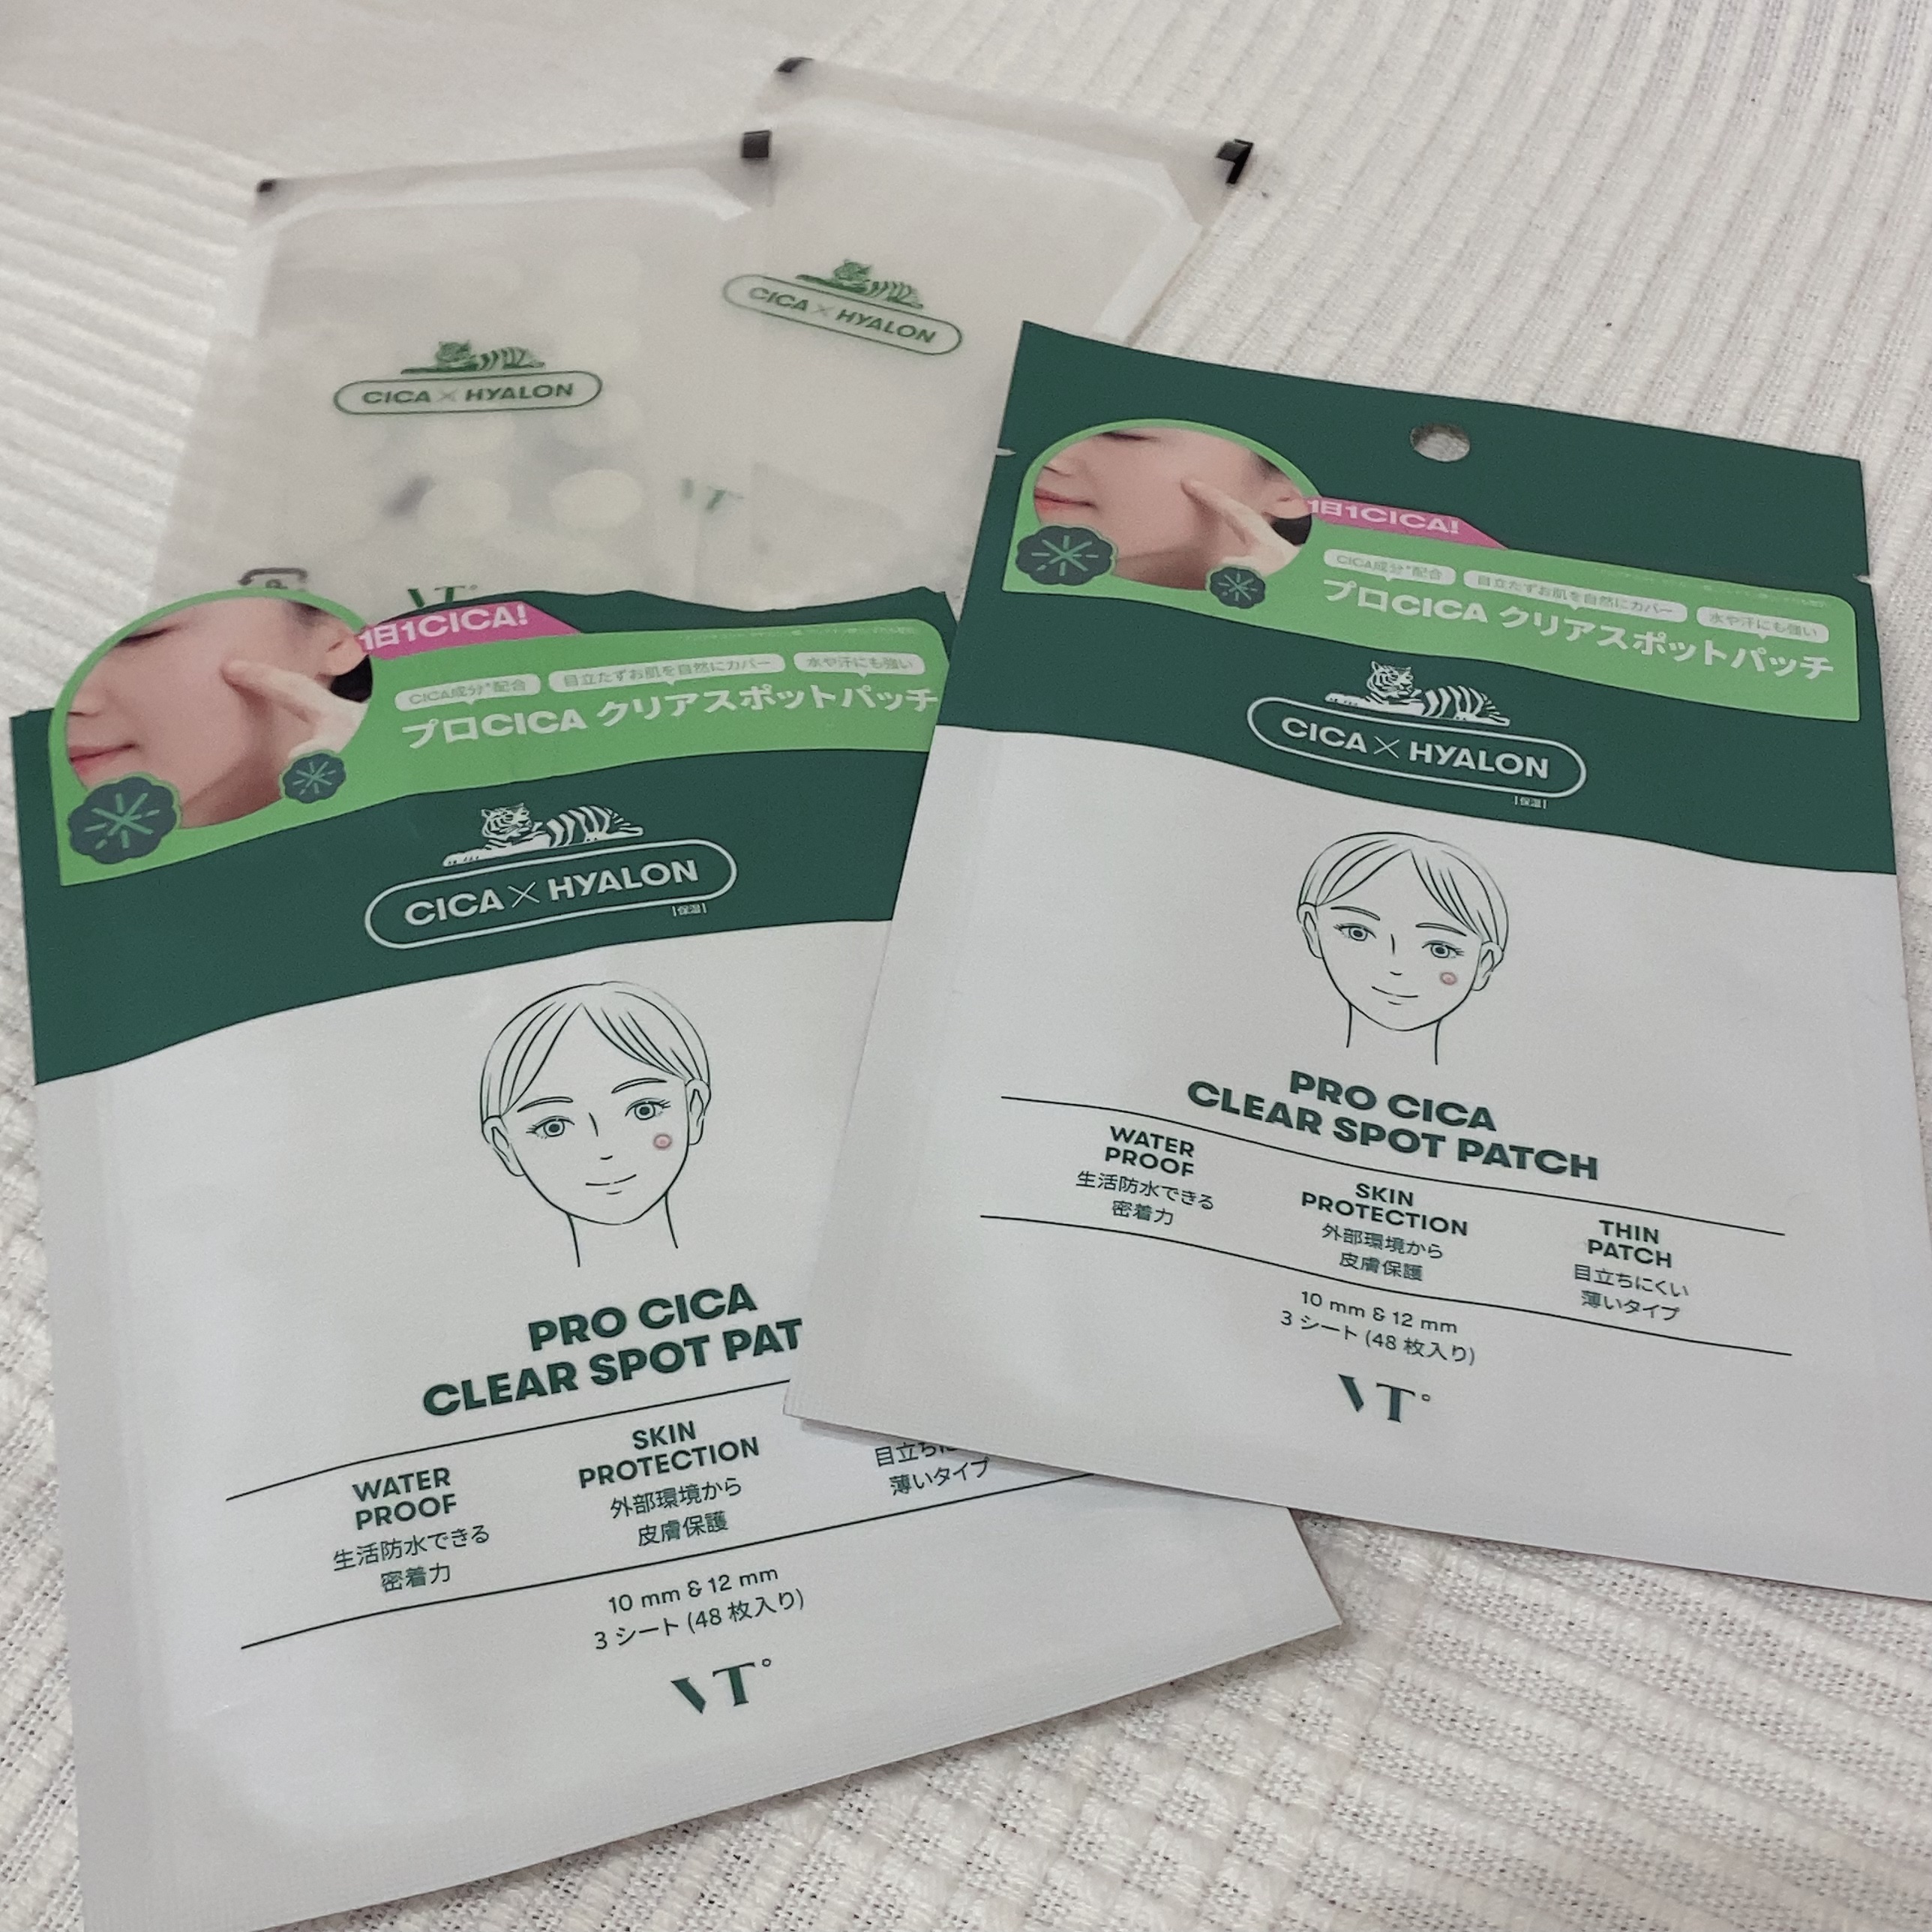 CICA × HYALON
VT
CICA × HYALON
VT
1日1CICA!
CICA成分*配合 目立たずお肌を自然にカバー 水や汗にも強い
プロCICA クリアスポットパッチ
CICA × HYALON
[保湿]
PRO CICA
CLEAR SPOT PAT
WATER
PROOF
生活防水できる
密着力
SKIN
PROTECTION
外部環境から
皮膚保護
目立ちに
薄いタイプ
10 mm & 12 mm
3 シート (48 枚入り)
VT°
1日1CICA!
CICA成分*配合 目立たずお肌を自然にカバー 水や汗にも強い
プロCICA クリアスポットパッチ
CICA × HYALON
[保湿]
PRO CICA
CLEAR SPOT PATCH
WATER
PROOF
生活防水できる
密着力
SKIN
PROTECTION
外部環境から
皮膚保護
THIN
PATCH
目立ちにくい
薄いタイプ
10 mm & 12 mm
3 シート (48 枚入り)
VT°